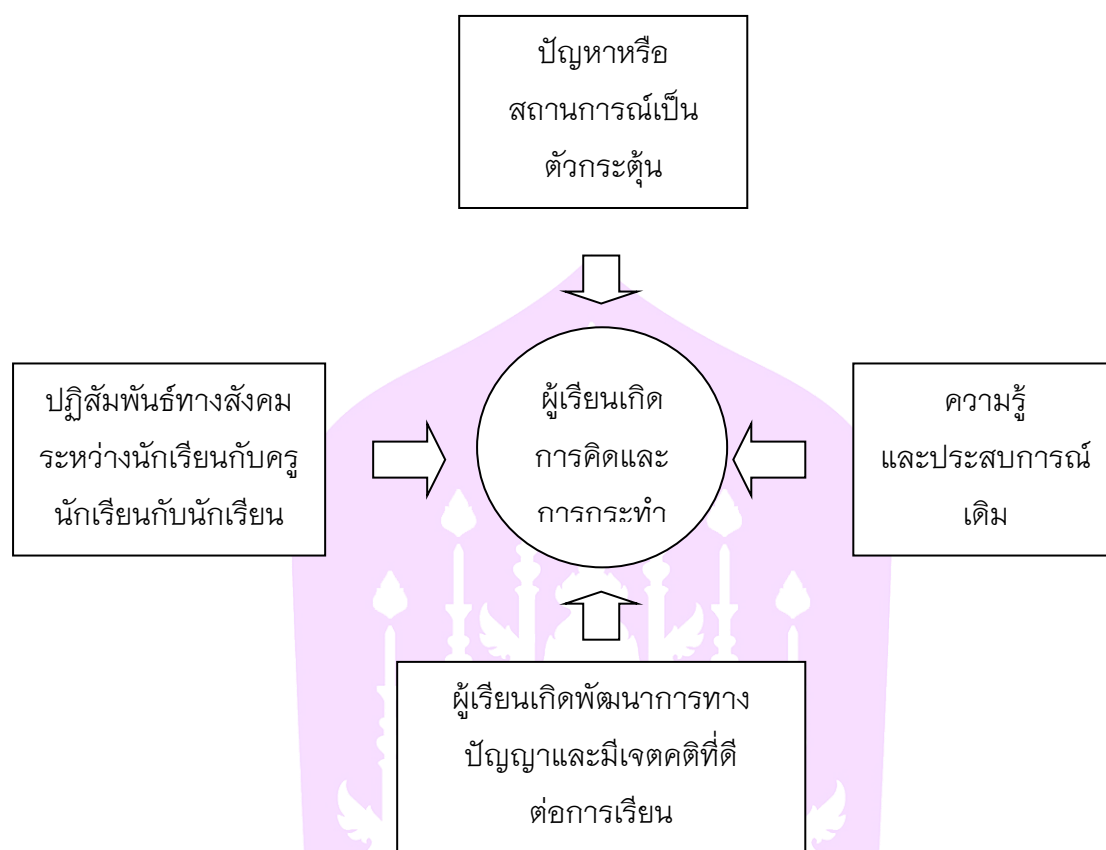 ปัญหาหรือ
สถานการณ์เป็น
ตัวกระตุ้น
ปฏิสัมพันธ์ทางสังคม
ระหว่างนักเรียนกับครู
นักเรียนกับนักเรียน
ผู้เรียนเกิด
การคิดและ
การกระทำ
ความรู้
และประสบการณ์
เดิม
ผู้เรียนเกิดพัฒนาการทาง
ปัญญาและมีเจตคติที่ดี
ต่อการเรียน